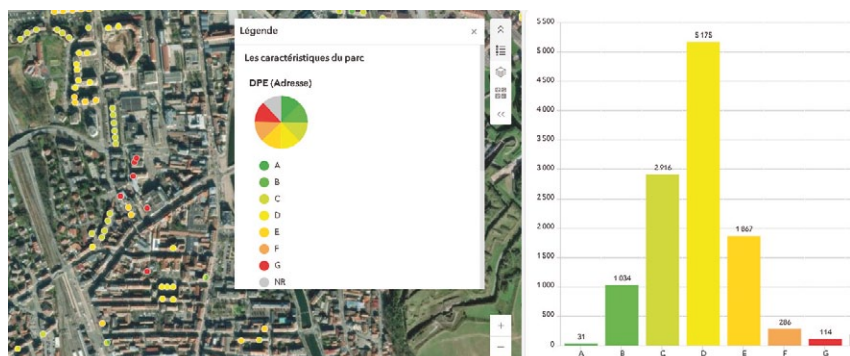 Légende
×
Les caractéristiques du parc
DPE (Adresse)
A
B
C
D
E
F
G
NR
+
−
5 500
5 000
4 500
4 000
3 500
3 000
2 500
2 000
1 500
1 000
500
0
31
1 034
2 916
5 175
1 867
286
114
A
B
C
D
E
F
G